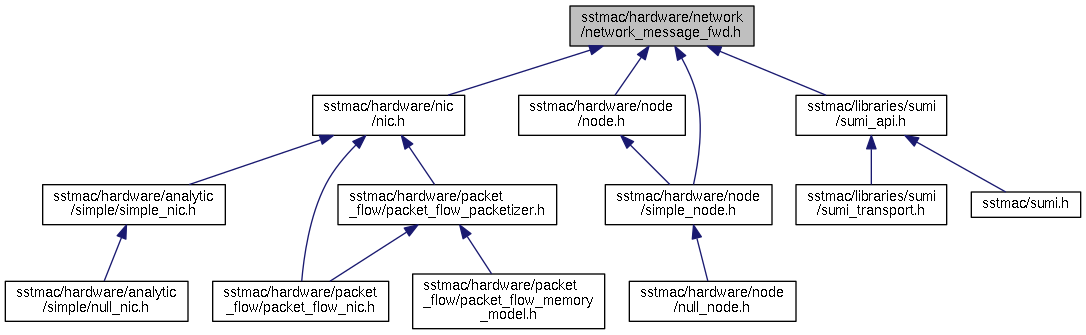 sstmac/hardware/network
/network_message_fwd.h
sstmac/hardware/nic
/nic.h
sstmac/hardware/node
/node.h
sstmac/libraries/sumi
/sumi_api.h
sstmac/hardware/analytic
/simple/simple_nic.h
sstmac/hardware/packet
_flow/packet_flow_packetizer.h
sstmac/hardware/node
/simple_node.h
sstmac/libraries/sumi
/sumi_transport.h
sstmac/sumi.h
sstmac/hardware/analytic
/simple/null_nic.h
sstmac/hardware/packet
_flow/packet_flow_nic.h
sstmac/hardware/packet
_flow/packet_flow_memory
_model.h
sstmac/hardware/node
/null_node.h